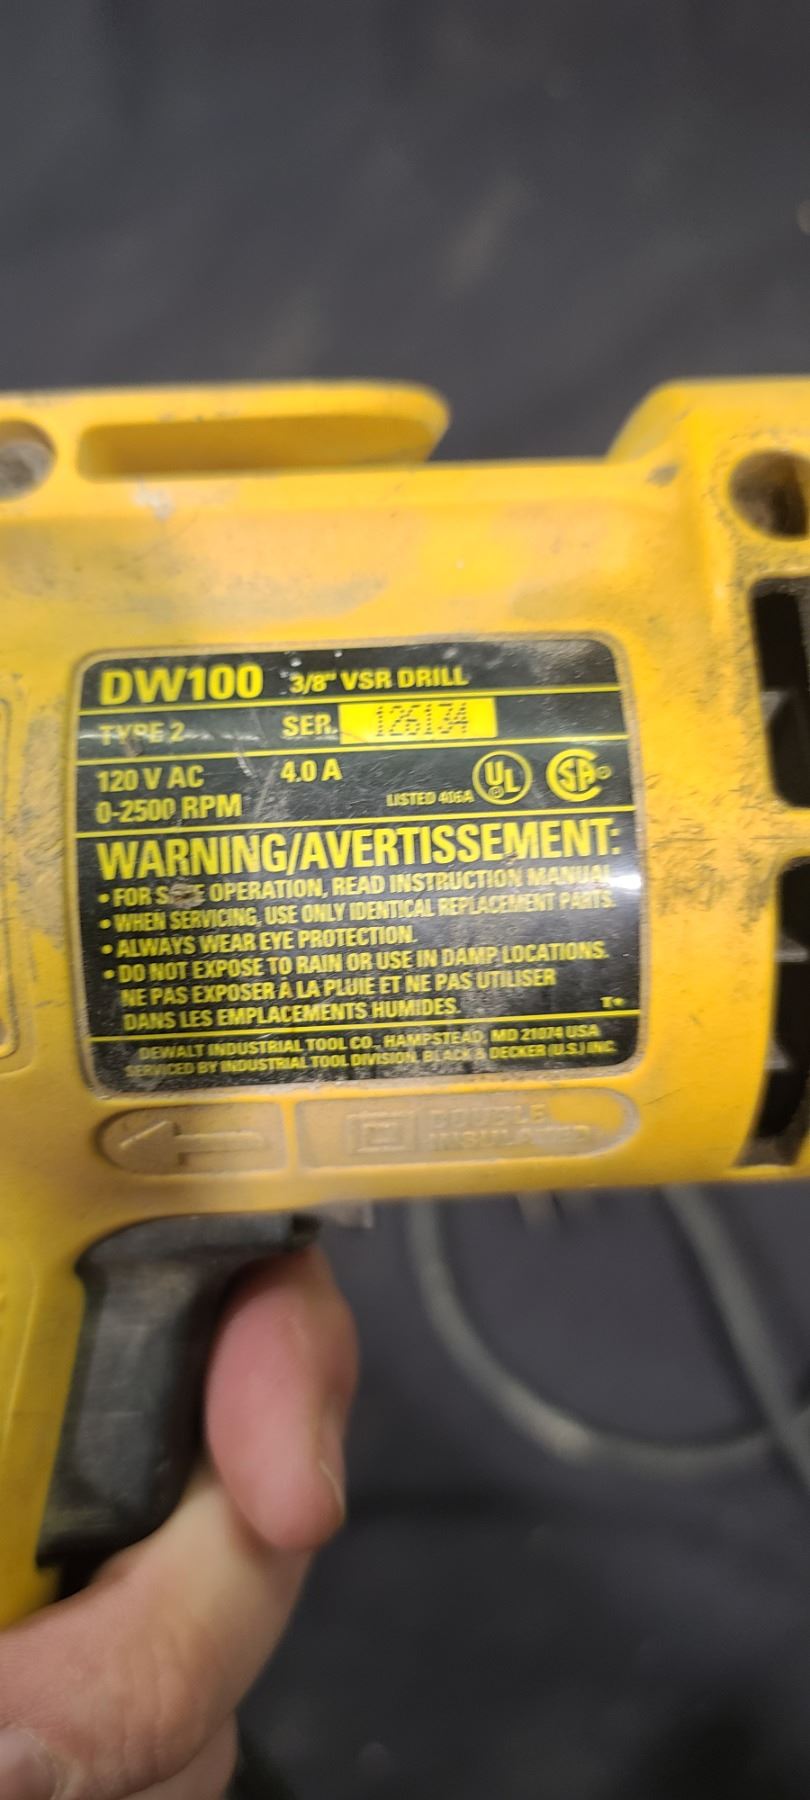 DW100 3/8" VSR DRILL
TYPE 2 SER. 126134
120 V AC 4.0 A
0-2500 RPM LISTED 406A UL SA
WARNING/AVERTISSEMENT:
• FOR SAFE OPERATION, READ INSTRUCTION MANUAL
• WHEN SERVICING, USE ONLY IDENTICAL REPLACEMENT PARTS.
• ALWAYS WEAR EYE PROTECTION.
• DO NOT EXPOSE TO RAIN OR USE IN DAMP LOCATIONS.
NE PAS EXPOSER À LA PLUIE ET NE PAS UTILISER
DANS LES EMPLACEMENTS HUMIDES.
DEWALT INDUSTRIAL TOOL CO., HAMPSTEAD, MD 21074 USA
SERVICED BY INDUSTRIAL TOOL DIVISION, BLACK & DECKER (U.S.) INC.
DOUBLE
INSULATED